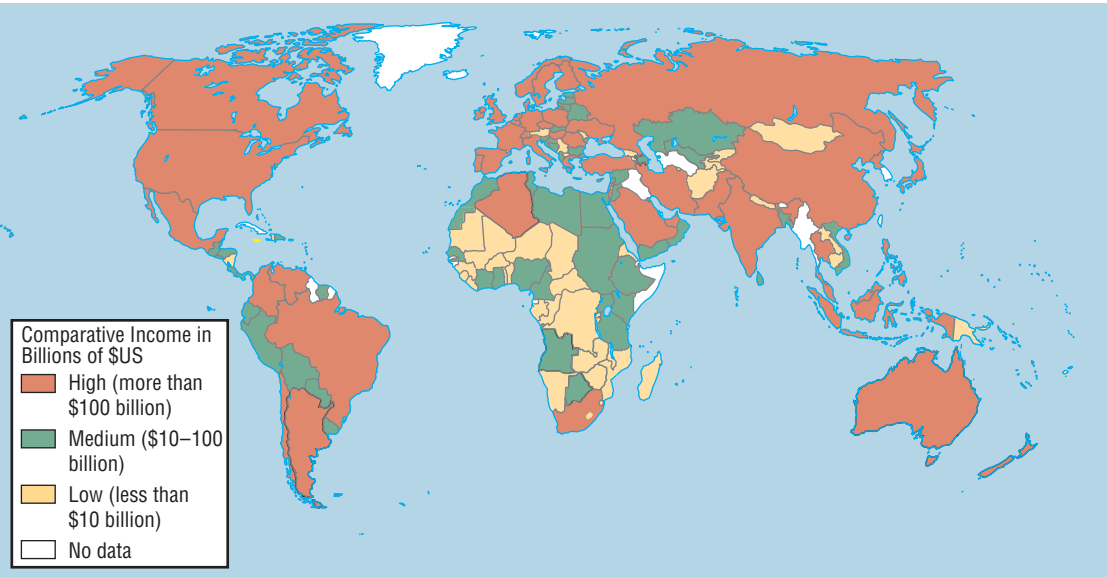 Comparative Income in
Billions of $US
High (more than
$100 billion)
Medium ($10–100
billion)
Low (less than
$10 billion)
No data